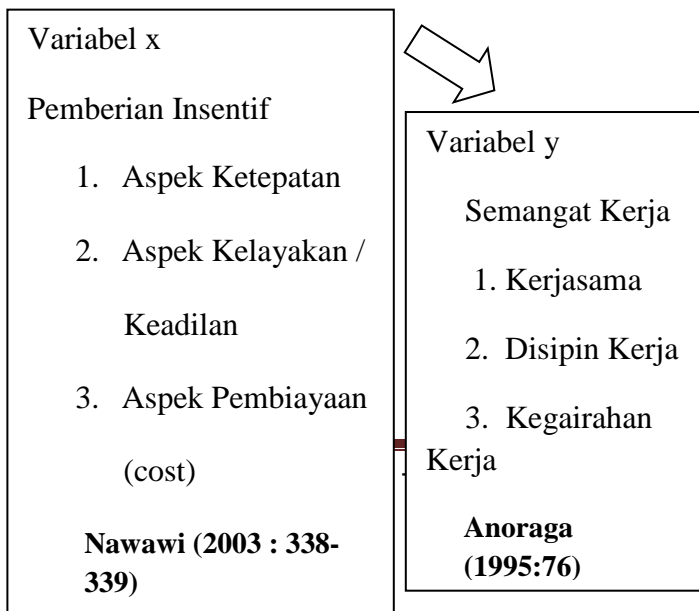 Variabel x
Pemberian Insentif
1. Aspek Ketepatan
2. Aspek Kelayakan /
Keadilan
3. Aspek Pembiayaan
(cost)
Nawawi (2003 : 338-
339)
Variabel y
Semangat Kerja
1. Kerjasama
2. Disipin Kerja
3. Kegairahan
Kerja
Anoraga
(1995:76)